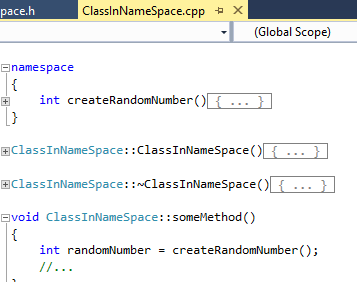 pace.h
ClassInNameSpace.cpp
(Global Scope)
namespace
{
int createRandomNumber() { ... }
}
ClassInNameSpace::ClassInNameSpace() { ... }
ClassInNameSpace::~ClassInNameSpace() { ... }
void ClassInNameSpace::someMethod()
{
int randomNumber = createRandomNumber();
//...
}